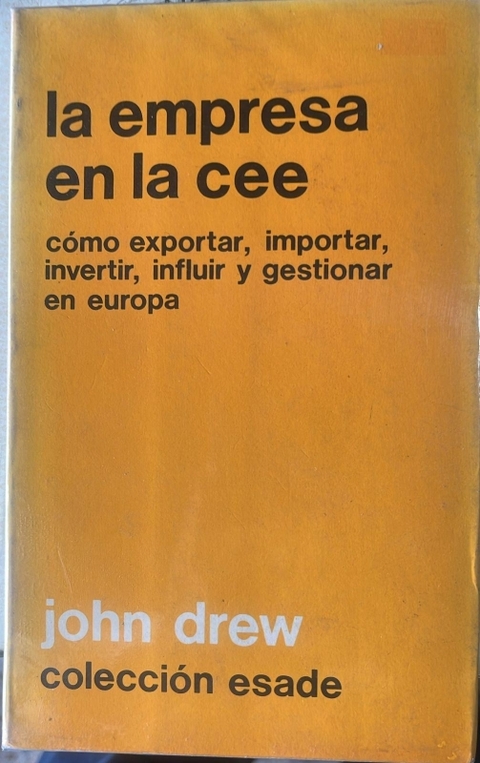 la empresa
en la cee
cómo exportar, importar,
invertir, influir y gestionar
en europa
john drew
colección esade